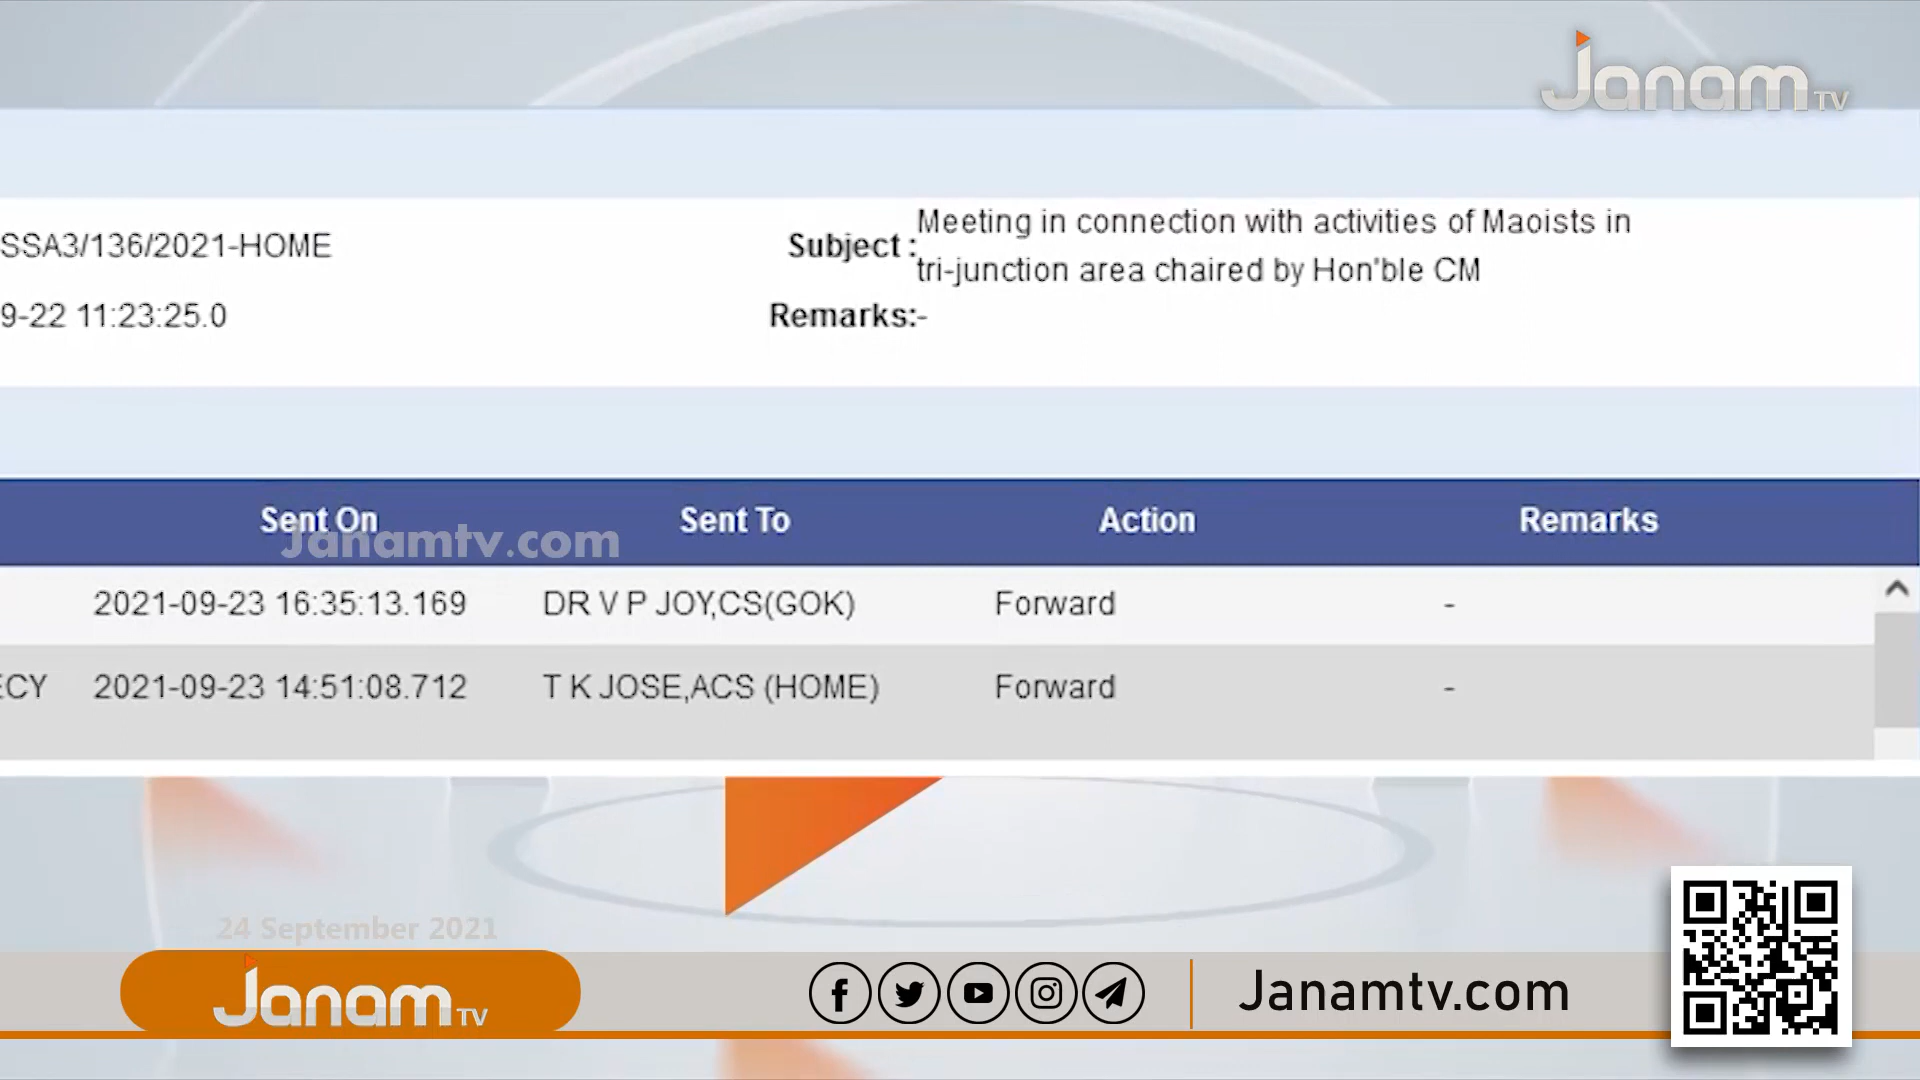 Janam TV
SSA3/136/2021-HOME
Subject :
Meeting in connection with activities of Maoists in
tri-junction area chaired by Hon'ble CM
9-22 11:23:25.0
Remarks:-
Sent On
Sent To
Action
Remarks
Janamtv.com
2021-09-23 16:35:13.169
DR V P JOY,CS(GOK)
Forward
-
ECY
2021-09-23 14:51:08.712
T K JOSE,ACS (HOME)
Forward
-
24 September 2021
Janam TV
Janamtv.com